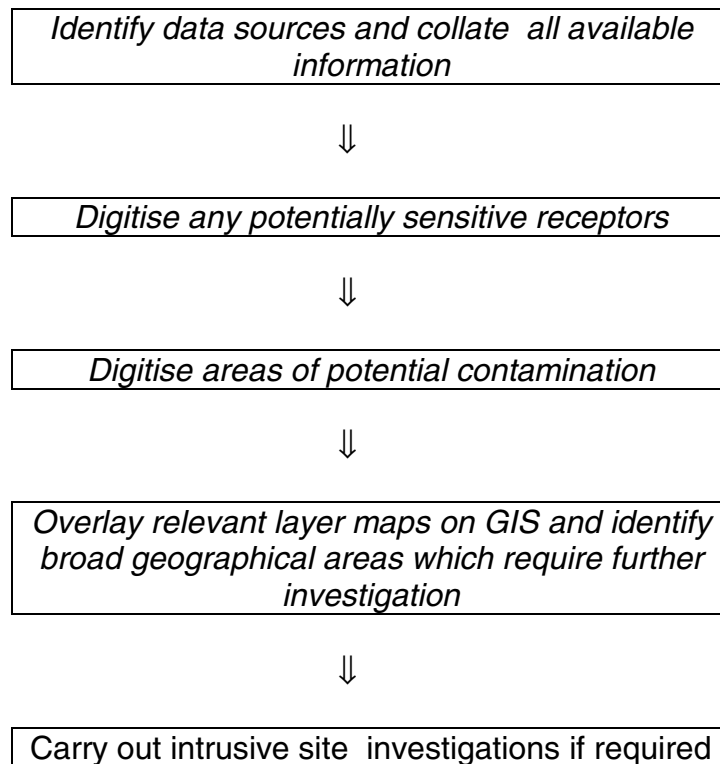 Identify data sources and collate  all available
information
⇓
Digitise any potentially sensitive receptors
⇓
Digitise areas of potential contamination
⇓
Overlay relevant layer maps on GIS and identify
broad geographical areas which require further
investigation
⇓
Carry out intrusive site  investigations if required